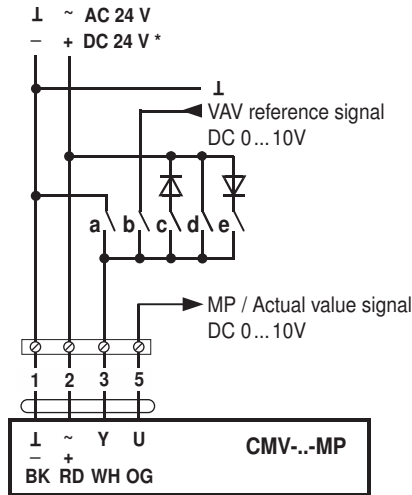 ⊥ ~ AC 24 V
– + DC 24 V *
⊥
VAV reference signal
DC 0...10V
a b c d e
MP / Actual value signal
DC 0...10V
1 2 3 5
⊥ ~ Y U
– +
CMV-..-MP
BK RD WH OG